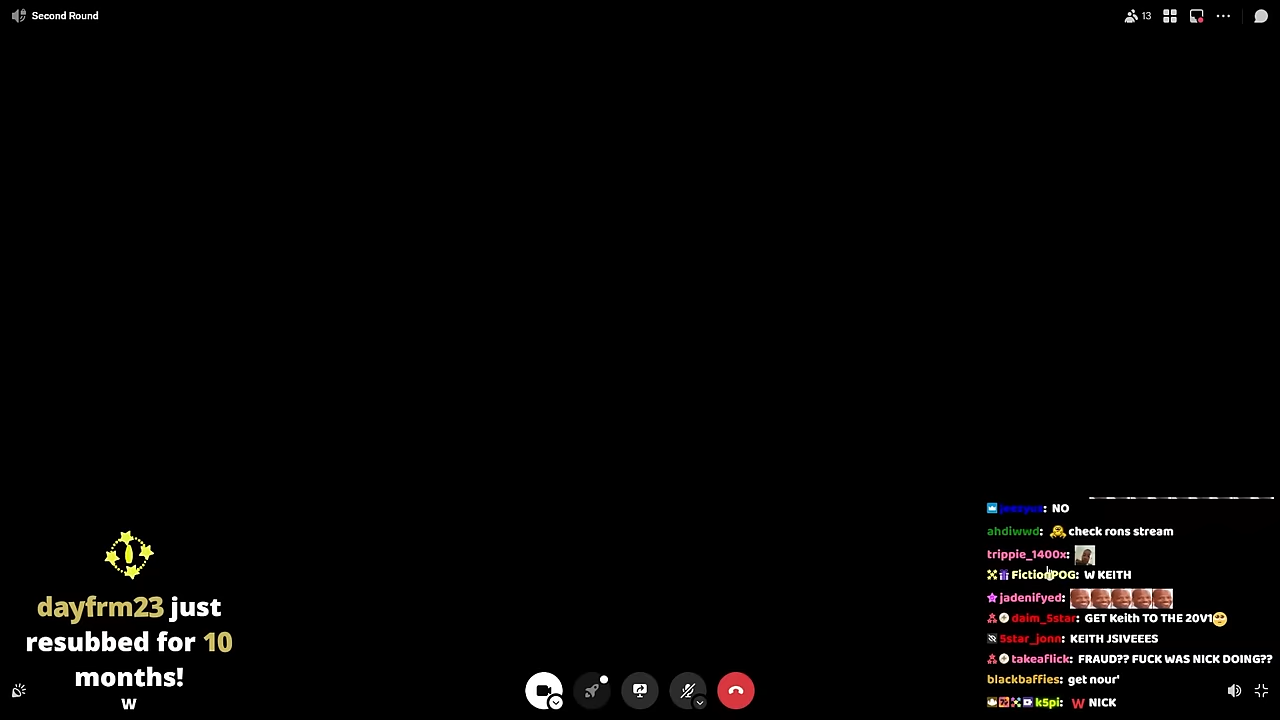 Second Round
13
jeezyus: NO
ahdiwwd: check rons stream
trippie_1400x:
FictionPOG: W KEITH
jadenifyed:
daim_5star: GET Keith TO THE 20V1
5star_jonn: KEITH JSIVEEES
takeaflick: FRAUD?? FUCK WAS NICK DOING??
blackbaffies: get nour'
k5pi: W NICK
dayfrm23 just
resubbed for 10
months!
W